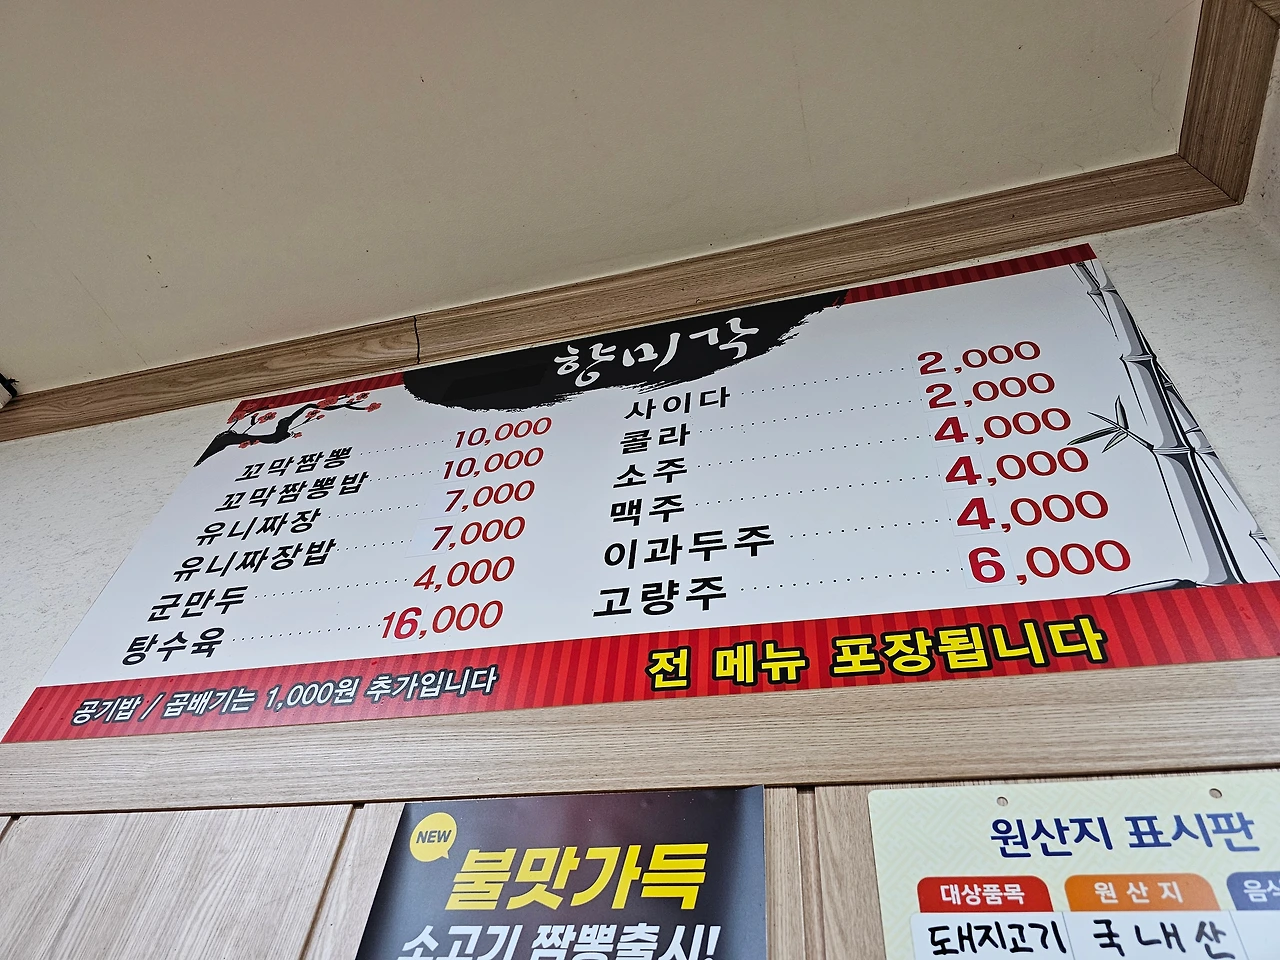 향미각
꼬막짬뽕 10,000
꼬막짬뽕밥 10,000
유니짜장 7,000
유니짜장밥 7,000
군만두 4,000
탕수육 16,000
사이다 2,000
콜라 2,000
소주 4,000
맥주 4,000
이과두주 4,000
고량주 6,000
공기밥 / 곱배기는 1,000원 추가입니다
전 메뉴 포장됩니다
NEW
불맛가득
소고기 짬뽕출시!
원산지 표시판
대상품목 원산지 음식
돼지고기 국내산